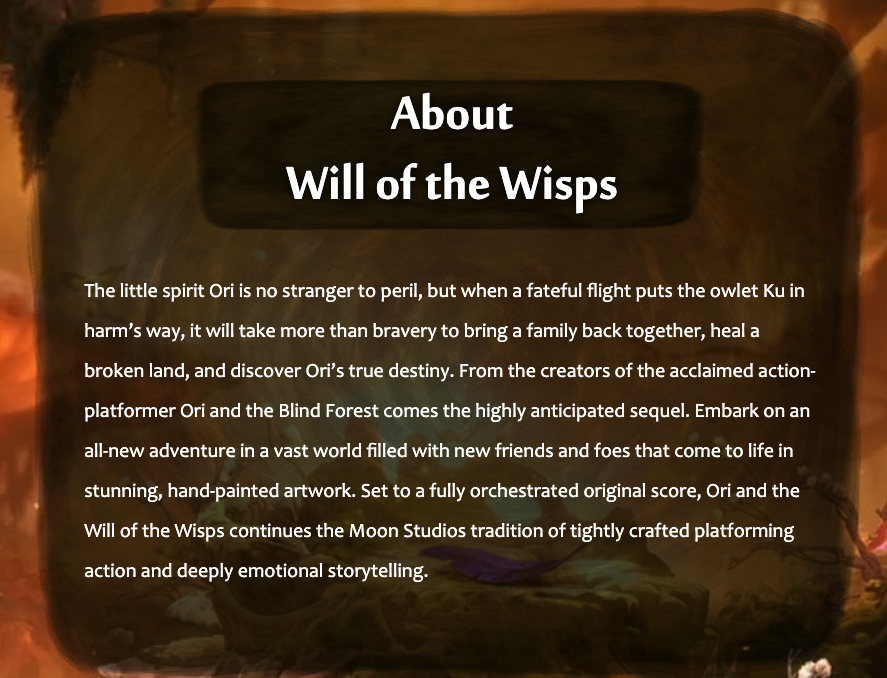 About
Will of the Wisps
The little spirit Ori is no stranger to peril, but when a fateful flight puts the owlet Ku in
harm’s way, it will take more than bravery to bring a family back together, heal a
broken land, and discover Ori’s true destiny. From the creators of the acclaimed action-
platformer Ori and the Blind Forest comes the highly anticipated sequel. Embark on an
all-new adventure in a vast world filled with new friends and foes that come to life in
stunning, hand-painted artwork. Set to a fully orchestrated original score, Ori and the
Will of the Wisps continues the Moon Studios tradition of tightly crafted platforming
action and deeply emotional storytelling.